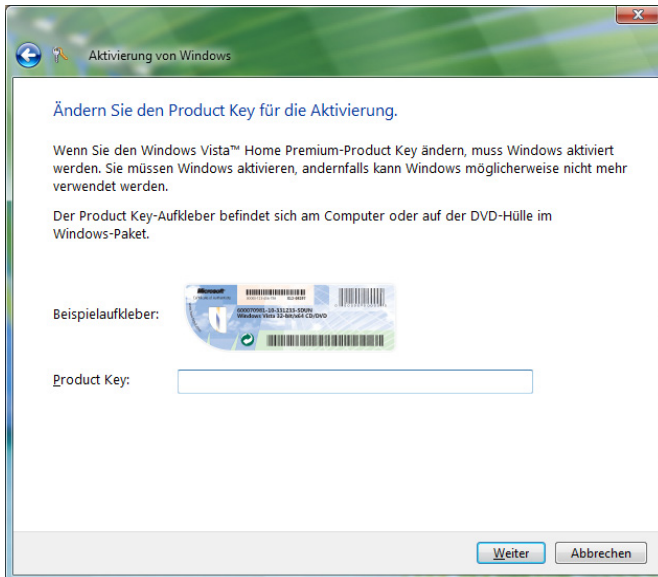 Aktivierung von Windows
Ändern Sie den Product Key für die Aktivierung.
Wenn Sie den Windows Vista™ Home Premium-Product Key ändern, muss Windows aktiviert
werden. Sie müssen Windows aktivieren, andernfalls kann Windows möglicherweise nicht mehr
verwendet werden.
Der Product Key-Aufkleber befindet sich am Computer oder auf der DVD-Hülle im
Windows-Paket.
Beispielaufkleber:
Microsoft
Windows Vista 32-bit/x64 CD/DVD
Product Key:
Weiter
Abbrechen